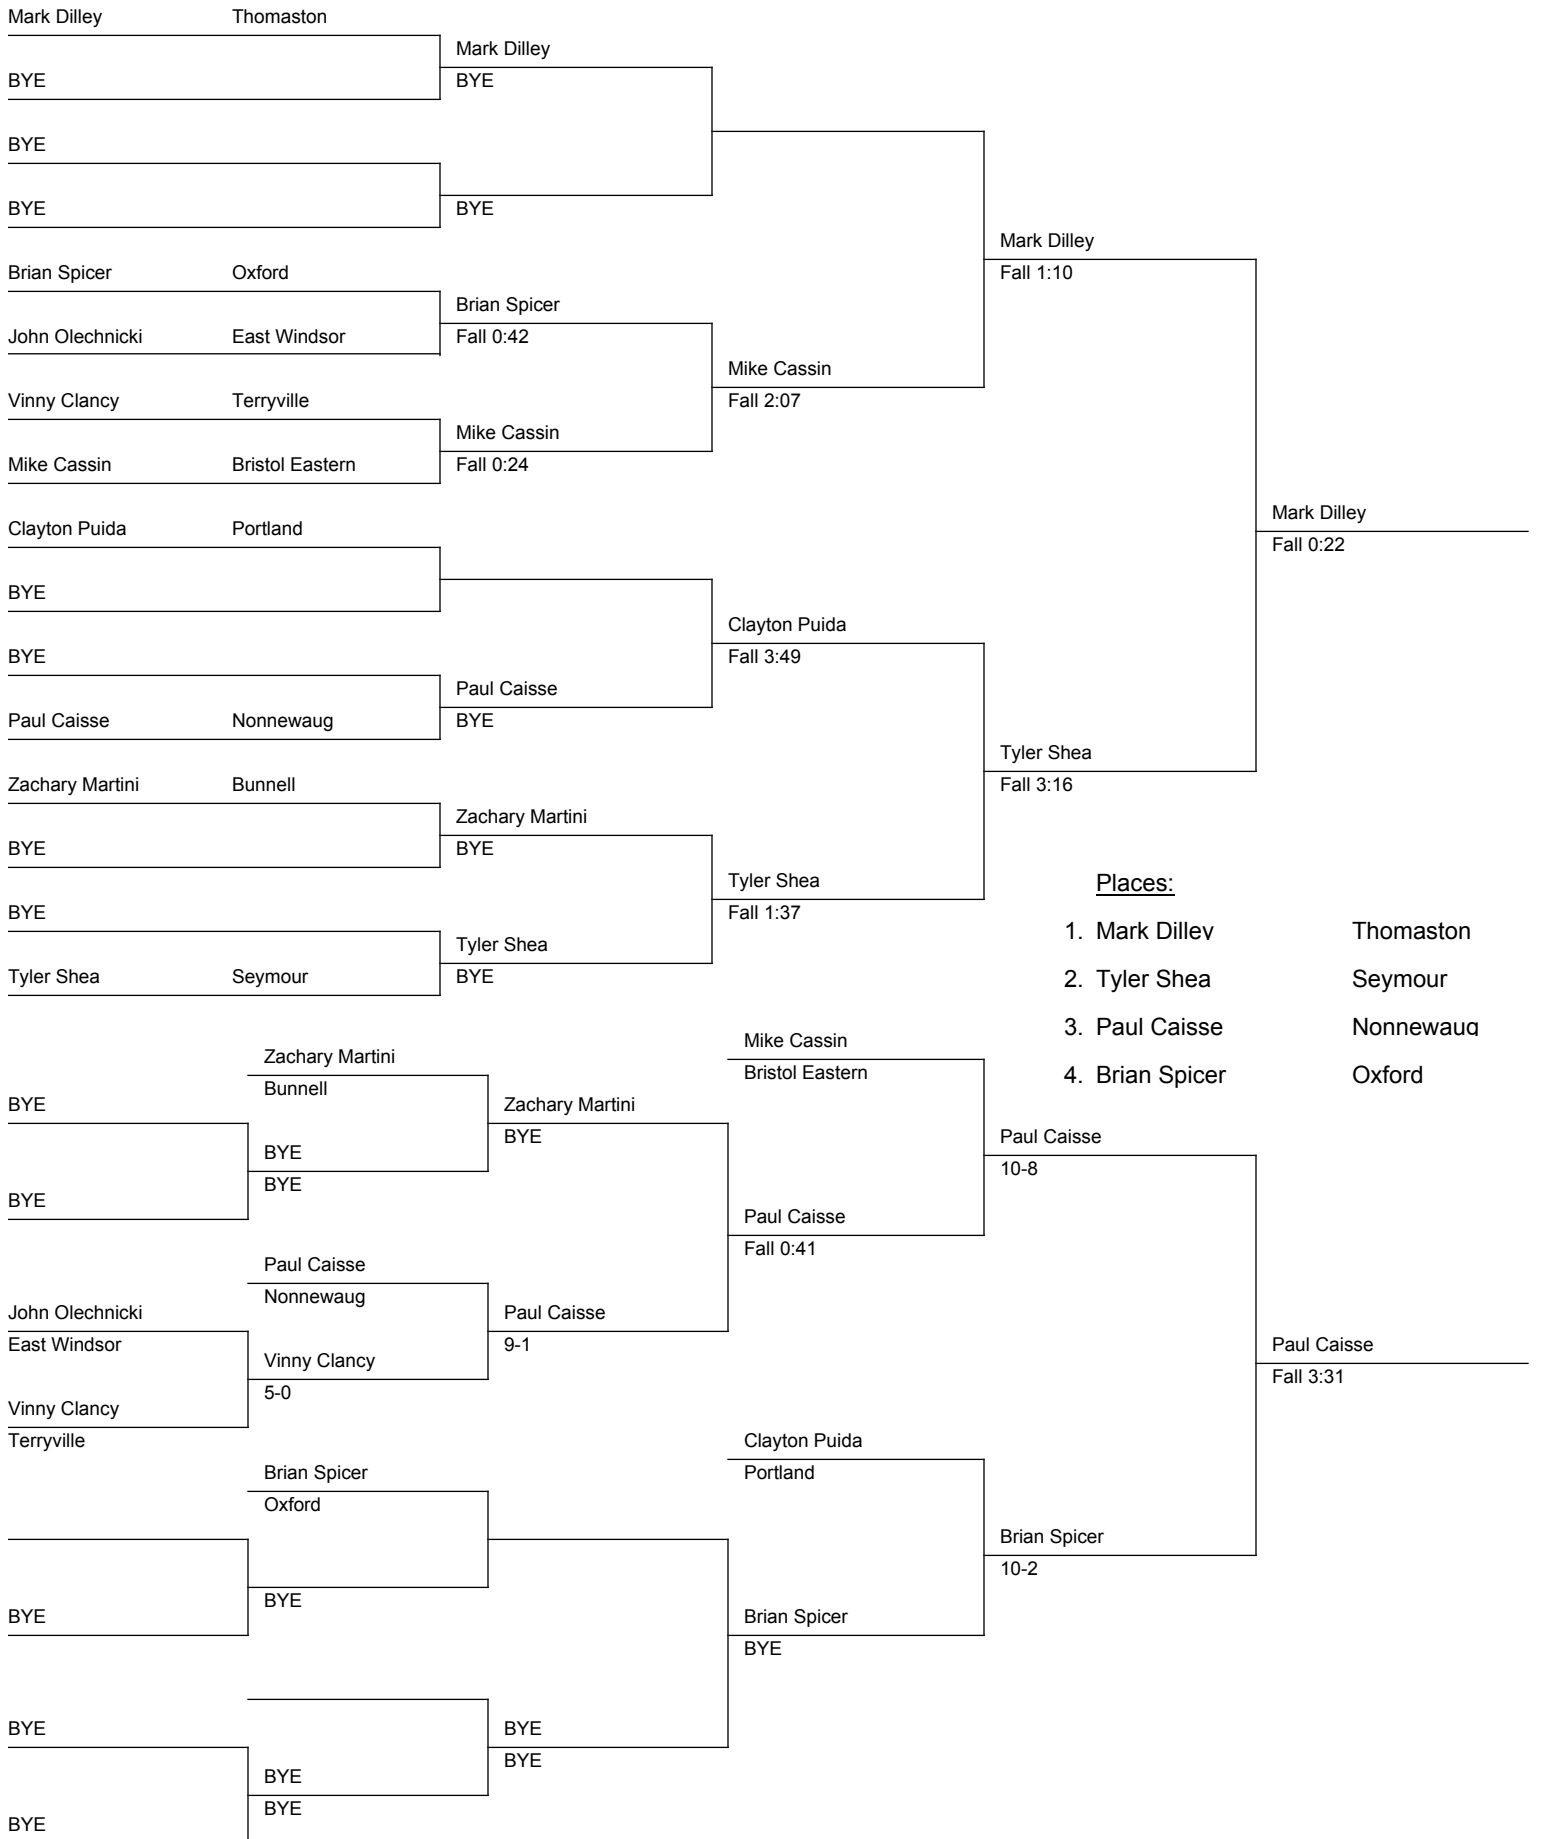 Mark Dilley Thomaston
Mark Dilley
BYE BYE
BYE
BYE BYE
Mark Dilley
Brian Spicer Oxford Fall 1:10
Brian Spicer
John Olechnicki East Windsor Fall 0:42
Mike Cassin
Vinny Clancy Terryville Fall 2:07
Mike Cassin
Mike Cassin Bristol Eastern Fall 0:24
Mark Dilley
Clayton Puida Portland
Fall 0:22
BYE
Clayton Puida
BYE Fall 3:49
Paul Caisse
Paul Caisse Nonnewaug BYE
Tyler Shea
Zachary Martini Bunnell Fall 3:16
Zachary Martini
BYE BYE
Tyler Shea Places:
BYE Fall 1:37
1. Mark Dilley Thomaston
Tyler Shea
Tyler Shea Seymour BYE 2. Tyler Shea Seymour
3. Paul Caisse Nonnewaug
Mike Cassin
Zachary Martini Bristol Eastern 4. Brian Spicer Oxford
Bunnell
BYE Zachary Martini
BYE Paul Caisse
BYE 10-8
BYE
BYE
Paul Caisse
Fall 0:41
Paul Caisse
Nonnewaug
John Olechnicki Paul Caisse
East Windsor 9-1 Paul Caisse
Vinny Clancy Fall 3:31
5-0
Vinny Clancy
Terryville Clayton Puida
Brian Spicer Portland
Oxford
Brian Spicer
10-2
BYE
BYE Brian Spicer
BYE
BYE BYE
BYE
BYE
BYE
BYE